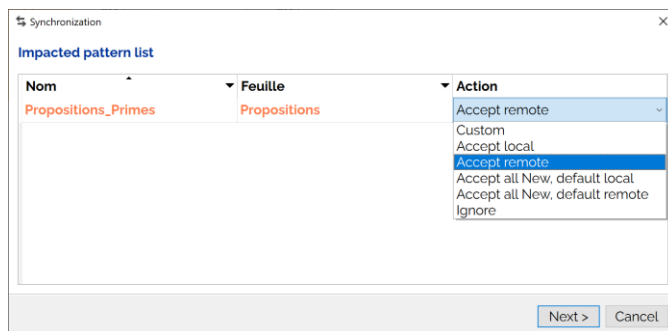 Synchronization
Impacted pattern list
Nom Feuille Action
Propositions_Primes Propositions Accept remote
Custom
Accept local
Accept remote
Accept all New, default local
Accept all New, default remote
Ignore
Next > Cancel